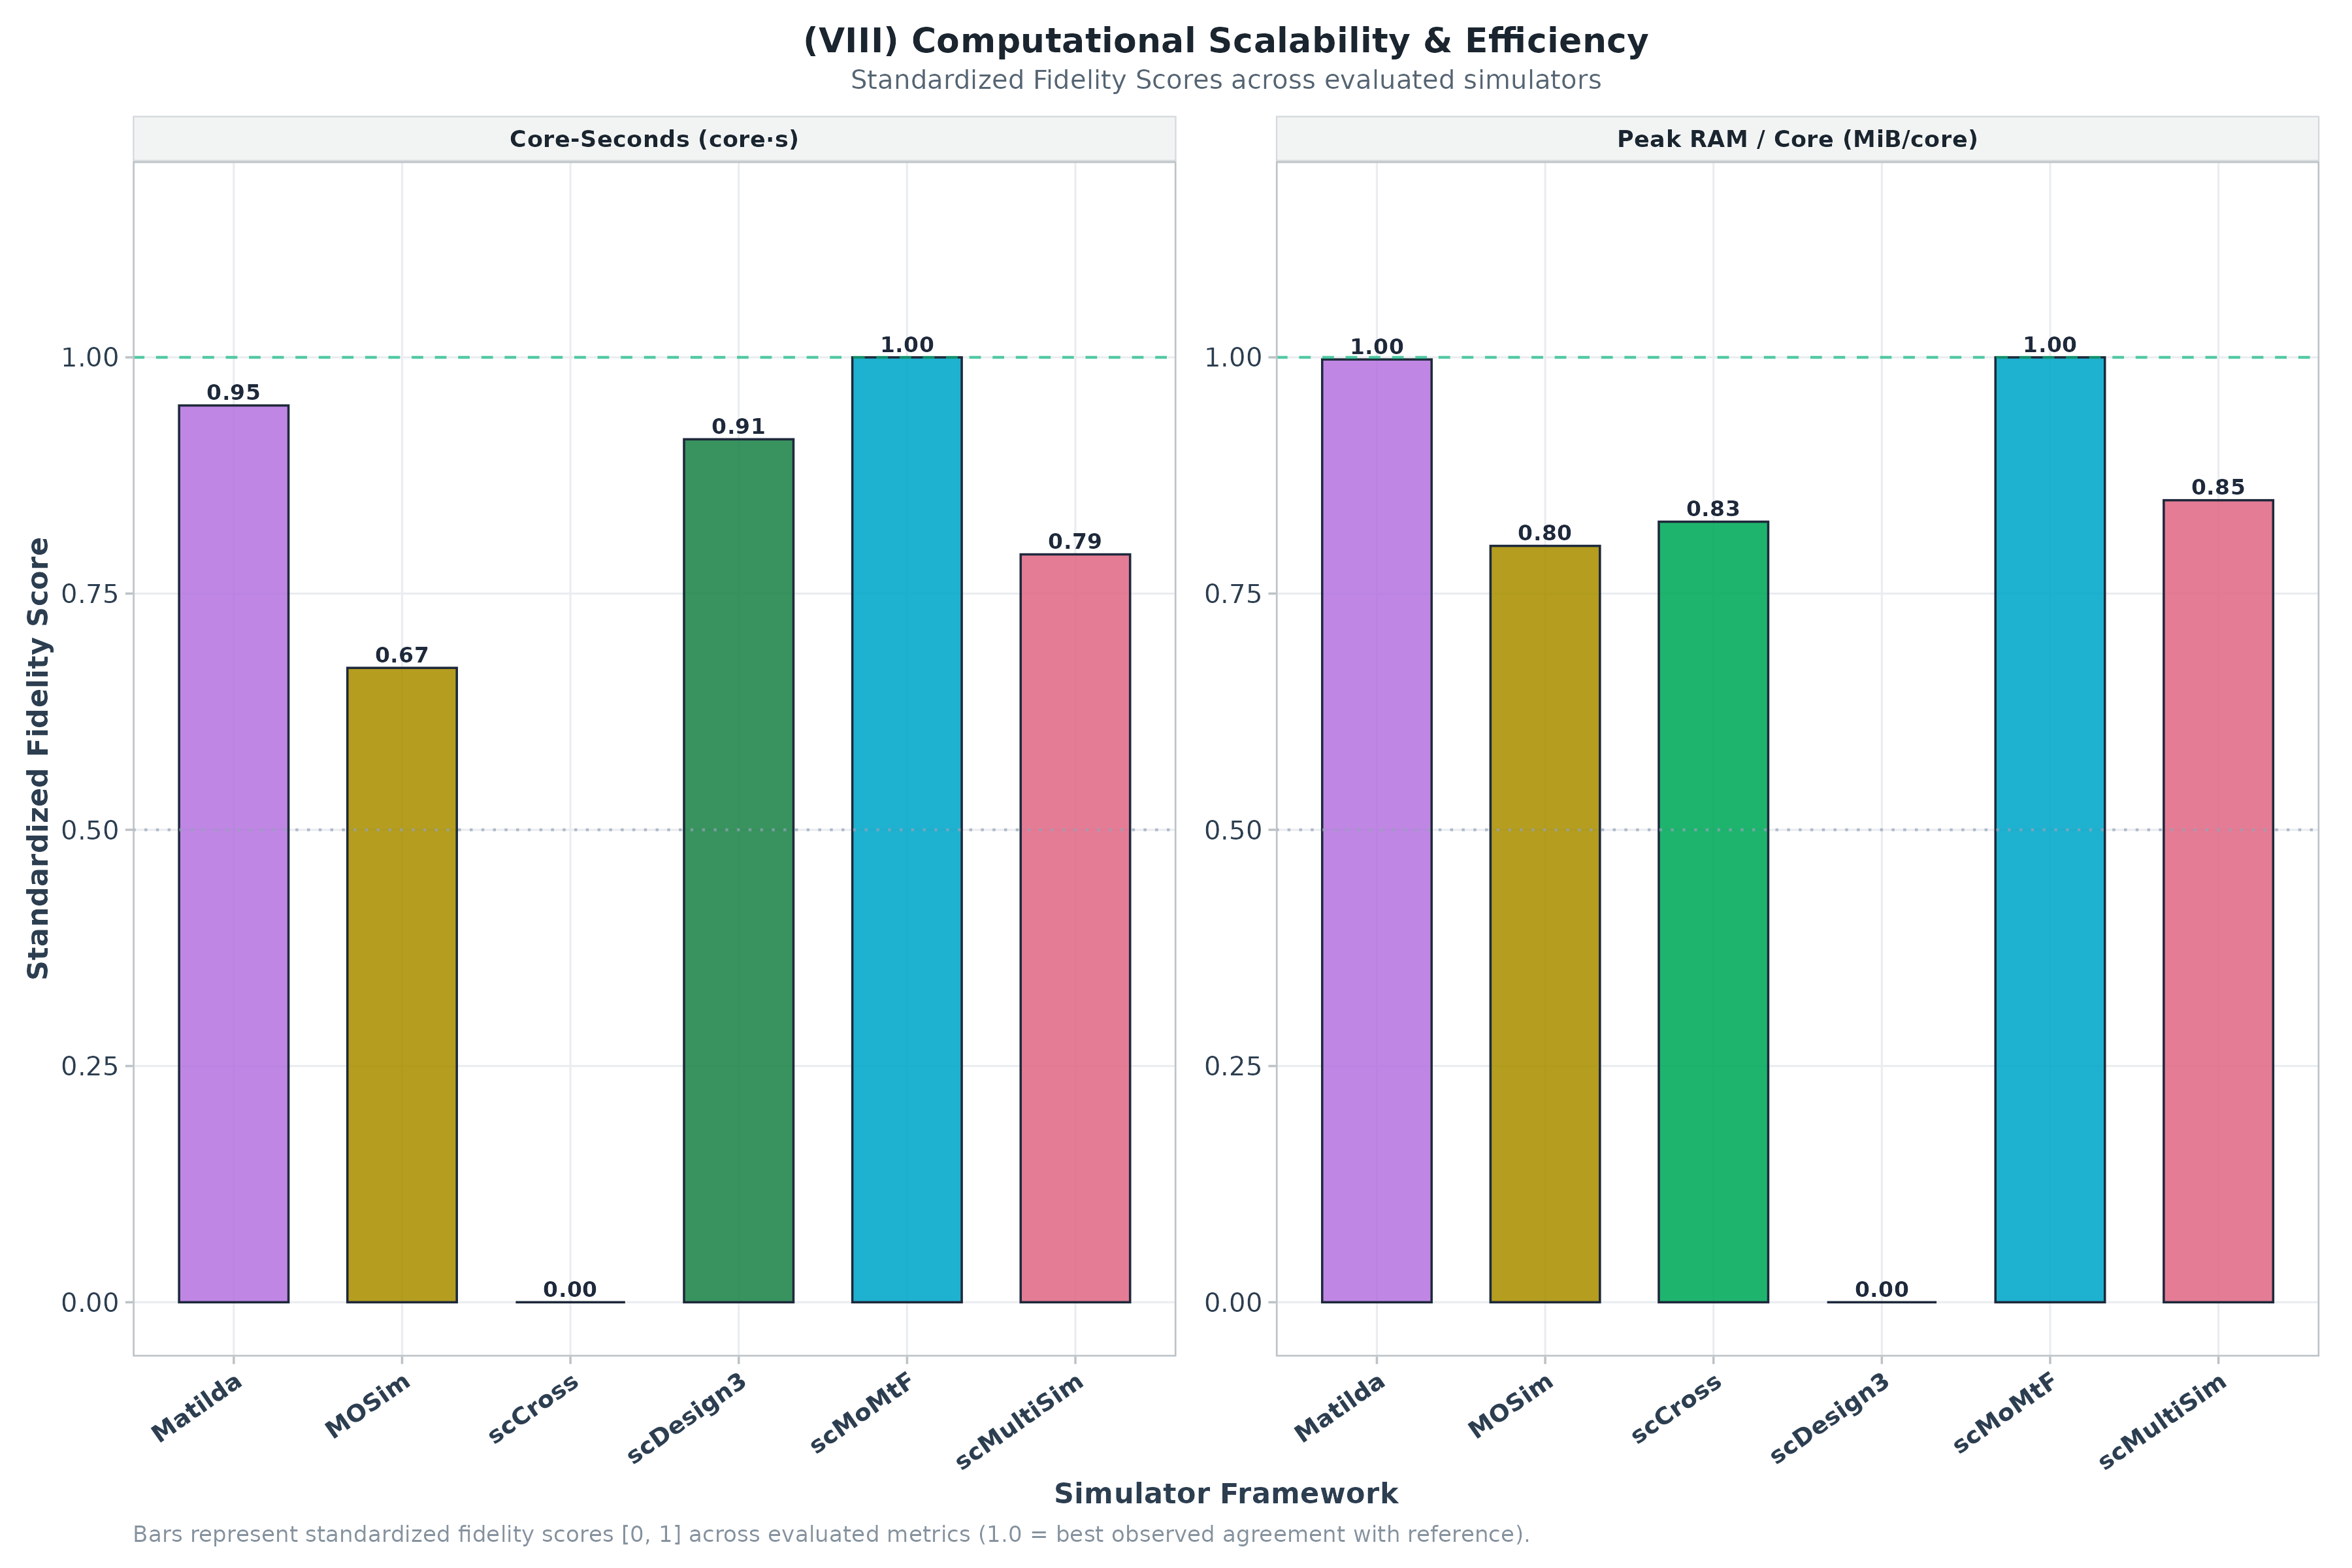 (VIII) Computational Scalability & Efficiency
Standardized Fidelity Scores across evaluated simulators
Core-Seconds (core·s)
Peak RAM / Core (MiB/core)
Standardized Fidelity Score
1.00
0.75
0.50
0.25
0.00
0.95
0.67
0.00
0.91
1.00
0.79
1.00
0.75
0.50
0.25
0.00
1.00
0.80
0.83
0.00
1.00
0.85
Matilda
MOSim
scCross
scDesign3
scMoMtF
scMultiSim
Matilda
MOSim
scCross
scDesign3
scMoMtF
scMultiSim
Simulator Framework
Bars represent standardized fidelity scores [0, 1] across evaluated metrics (1.0 = best observed agreement with reference).